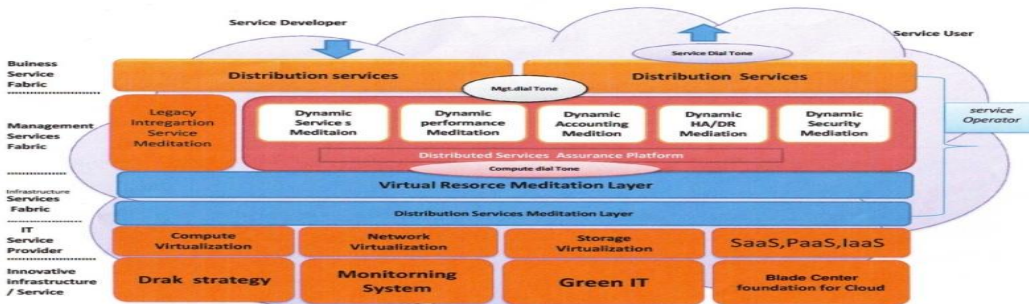 Service Developer
Service User
Service Dial Tone
Buiness
Service
Fabric
Distribution services
Distribution Services
Mgt.dial Tone
Management
Services
Fabric
Legacy
Intregartion
Service
Meditation
Dynamic
Service s
Meditaion
Dynamic
performance
Meditation
Dynamic
Accounting
Medition
Dynamic
HA/DR
Mediation
Dynamic
Security
Mediation
service
Operator
Distributed Services Assurance Platform
Compute dial Tone
Infrastructure
Services
Fabric
Virtual Resorce Meditation Layer
Distribution Services Meditation Layer
IT
Service
Provider
Compute
Virtualization
Network
Virtualization
Storage
Virtualization
SaaS,PaaS,IaaS
Innovative
infrastructure
/ Service
Drak strategy
Monitorning
System
Green IT
Blade Center
foundation for Cloud